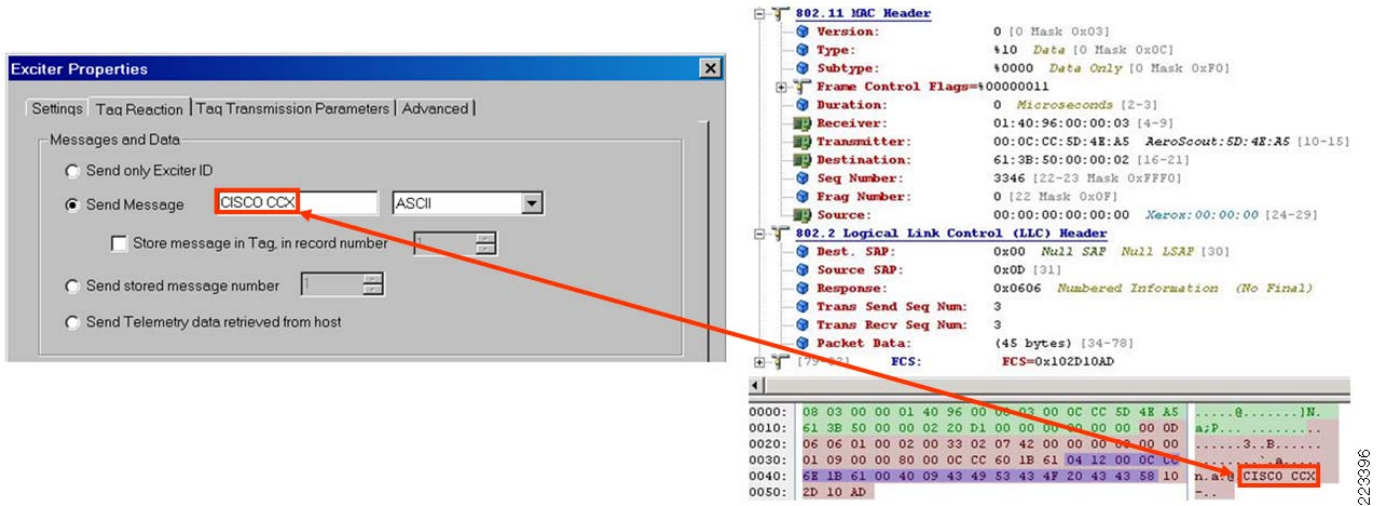 Exciter Properties
Settings Tag Reaction Tag Transmission Parameters Advanced
Messages and Data
Send only Exciter ID
Send Message CISCO CCX ASCII
Store message in Tag, in record number 1
Send stored message number 1
Send Telemetry data retrieved from host
802.11 MAC Header
Version: 0 [0 Mask 0x03]
Type: %10 Data [0 Mask 0x0C]
Subtype: %0000 Data Only [0 Mask 0xF0]
Frame Control Flags=%00000011
Duration: 0 Microseconds [2-3]
Receiver: 01:40:96:00:00:03 [4-9]
Transmitter: 00:0C:CC:5D:4E:A5 AeroScout:5D:4E:A5 [10-15]
Destination: 61:3B:50:00:00:02 [16-21]
Seq Number: 3346 [22-23 Mask 0xFFF0]
Frag Number: 0 [22 Mask 0x0F]
Source: 00:00:00:00:00:00 Xerox:00:00:00 [24-29]
802.2 Logical Link Control (LLC) Header
Dest. SAP: 0x00 Null SAP Null LSAP [30]
Source SAP: 0x0D [31]
Response: 0x0606 Numbered Information (No Final)
Trans Send Seq Num: 3
Trans Recv Seq Num: 3
Packet Data: (45 bytes) [34-78]
FCS: FCS=0x102D10AD
0000: 08 03 00 00 01 40 96 00 00 03 00 0C CC 5D 4E A5 .....@.......]N.
0010: 61 3B 50 00 00 02 20 D1 00 00 00 00 00 00 00 0D a;P... .........
0020: 06 06 01 00 02 00 33 02 07 42 00 00 00 00 00 00 ......3..B......
0030: 01 09 00 00 80 00 0C CC 60 1B 61 04 12 00 0C CC ........`.a.....
0040: 6E 1B 61 00 40 09 43 49 53 43 4F 20 43 43 58 10 n.a.@.CISCO CCX
0050: 2D 10 AD -..
223396